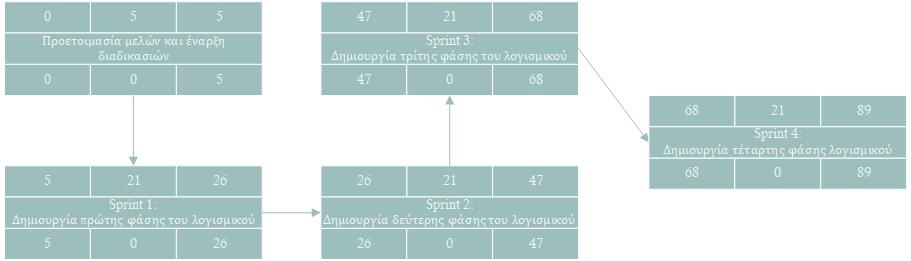 0 5 5
Προετοιμασία μελών και έναρξη
διαδικασιών
0 0 5
5 21 26
Sprint 1:
Δημιουργία πρώτης φάσης του λογισμικού
5 0 26
26 21 47
Sprint 2:
Δημιουργία δεύτερης φάσης του λογισμικού
26 0 47
47 21 68
Sprint 3:
Δημιουργία τρίτης φάσης του λογισμικού
47 0 68
68 21 89
Sprint 4:
Δημιουργία τέταρτης φάσης λογισμικού
68 0 89